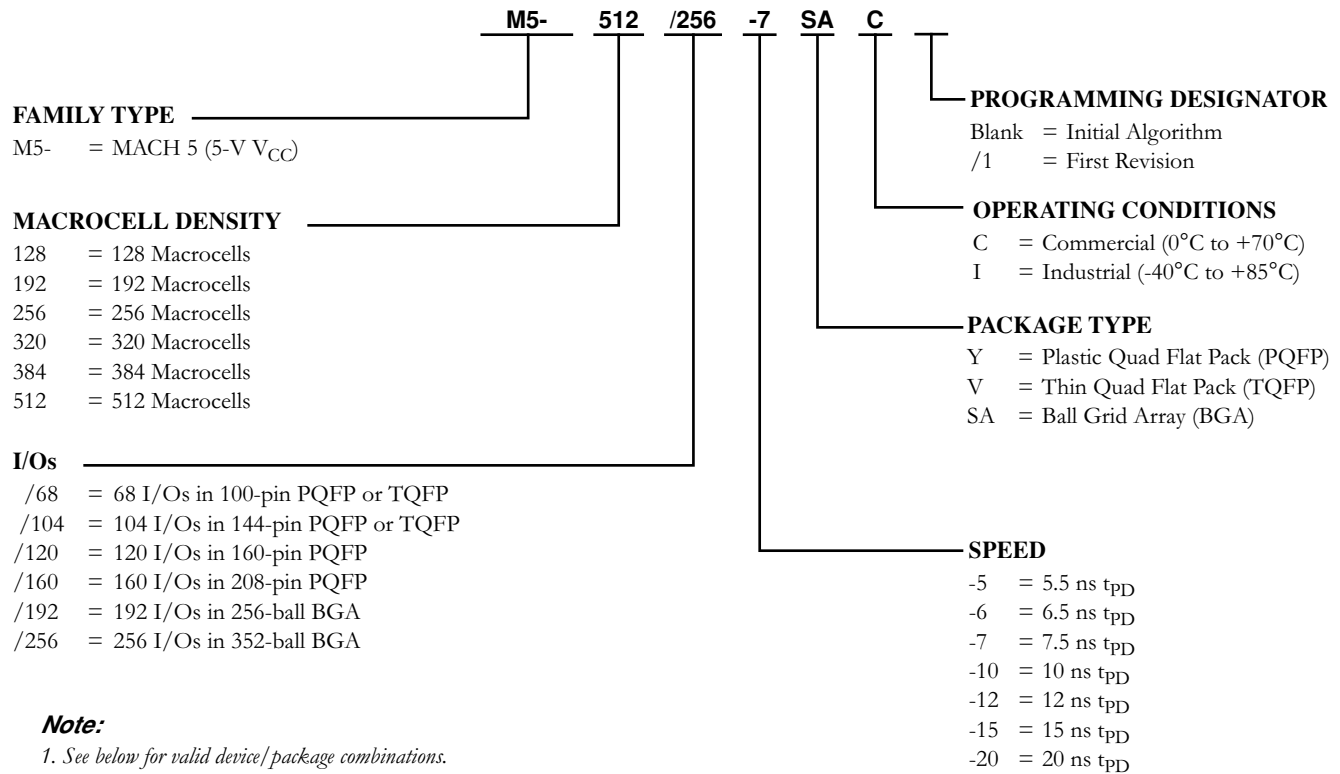 M5- 512 /256 -7 SA C
FAMILY TYPE
M5- = MACH 5 (5-V VCC)
MACROCELL DENSITY
128 = 128 Macrocells
192 = 192 Macrocells
256 = 256 Macrocells
320 = 320 Macrocells
384 = 384 Macrocells
512 = 512 Macrocells
I/Os
/68 = 68 I/Os in 100-pin PQFP or TQFP
/104 = 104 I/Os in 144-pin PQFP or TQFP
/120 = 120 I/Os in 160-pin PQFP
/160 = 160 I/Os in 208-pin PQFP
/192 = 192 I/Os in 256-ball BGA
/256 = 256 I/Os in 352-ball BGA
Note:
1. See below for valid device/package combinations.
PROGRAMMING DESIGNATOR
Blank = Initial Algorithm
/1 = First Revision
OPERATING CONDITIONS
C = Commercial (0°C to +70°C)
I = Industrial (-40°C to +85°C)
PACKAGE TYPE
Y = Plastic Quad Flat Pack (PQFP)
V = Thin Quad Flat Pack (TQFP)
SA = Ball Grid Array (BGA)
SPEED
-5 = 5.5 ns tPD
-6 = 6.5 ns tPD
-7 = 7.5 ns tPD
-10 = 10 ns tPD
-12 = 12 ns tPD
-15 = 15 ns tPD
-20 = 20 ns tPD